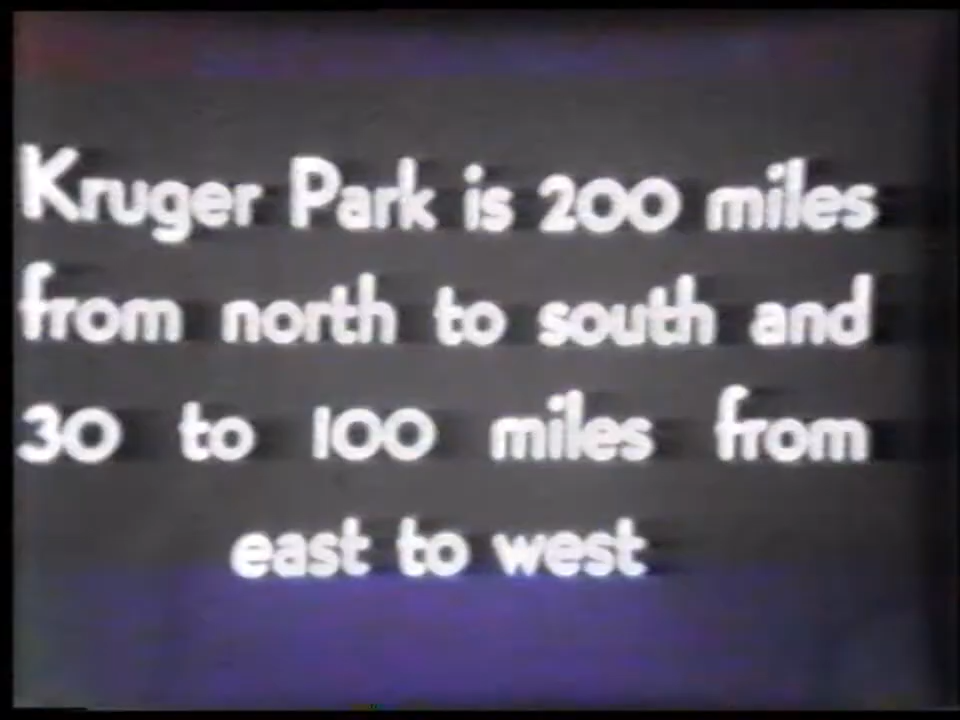 Kruger Park is 200 miles
from north to south and
30 to 100 miles from
east to west